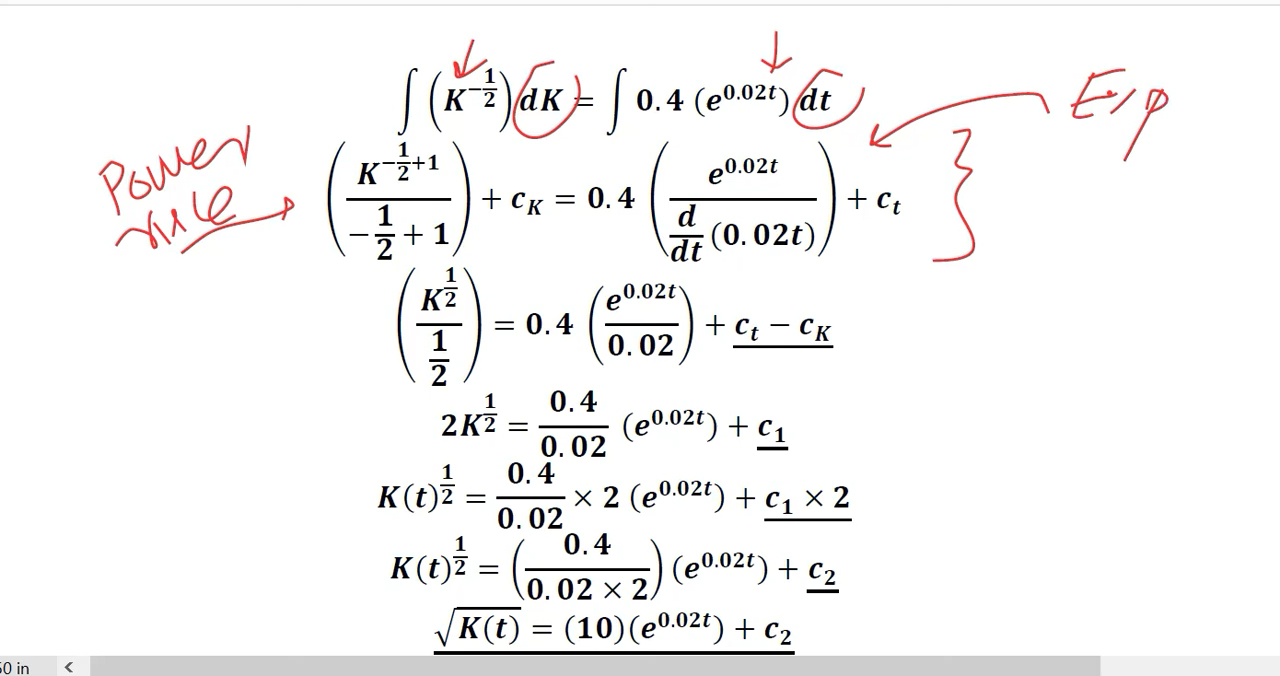 ∫ (K^(-1/2)) dK = ∫ 0.4 (e^(0.02t)) dt
Exp
Power rule
(K^(-1/2+1) / (-1/2 + 1)) + c_K = 0.4 (e^(0.02t) / (d/dt (0.02t))) + c_t
(K^(1/2) / (1/2)) = 0.4 (e^(0.02t) / 0.02) + c_t − c_K
2K^(1/2) = 0.4/0.02 (e^(0.02t)) + c_1
K(t)^(1/2) = 0.4/0.02 × 2 (e^(0.02t)) + c_1 × 2
K(t)^(1/2) = (0.4 / (0.02 × 2)) (e^(0.02t)) + c_2
√K(t) = (10)(e^(0.02t)) + c_2
50 in